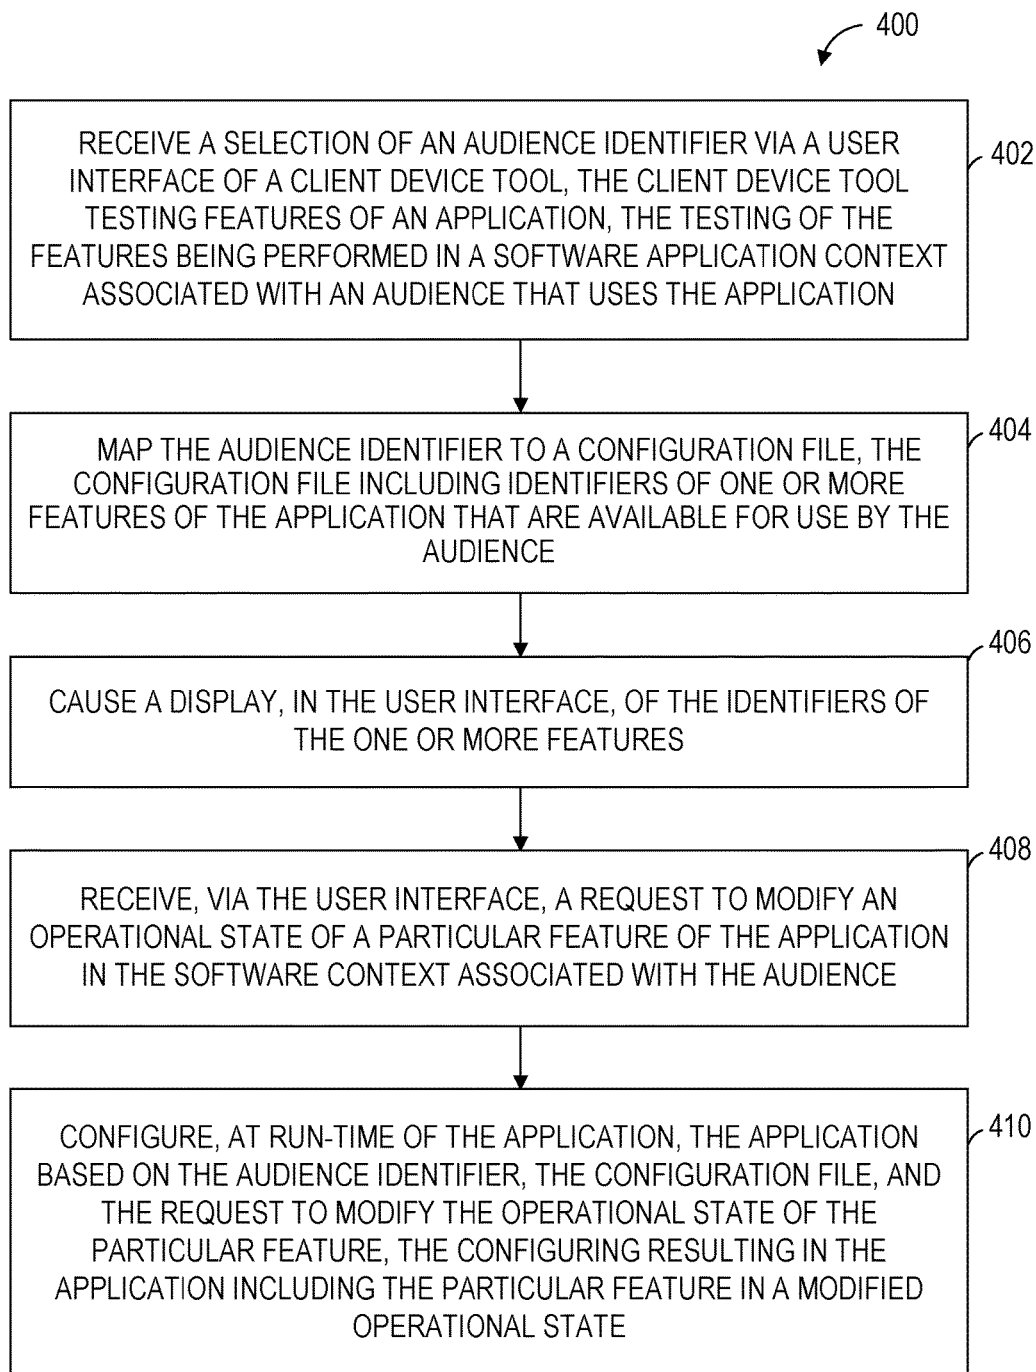 400
RECEIVE A SELECTION OF AN AUDIENCE IDENTIFIER VIA A USER
INTERFACE OF A CLIENT DEVICE TOOL, THE CLIENT DEVICE TOOL
TESTING FEATURES OF AN APPLICATION, THE TESTING OF THE
FEATURES BEING PERFORMED IN A SOFTWARE APPLICATION CONTEXT
ASSOCIATED WITH AN AUDIENCE THAT USES THE APPLICATION
402
MAP THE AUDIENCE IDENTIFIER TO A CONFIGURATION FILE, THE
CONFIGURATION FILE INCLUDING IDENTIFIERS OF ONE OR MORE
FEATURES OF THE APPLICATION THAT ARE AVAILABLE FOR USE BY THE
AUDIENCE
404
CAUSE A DISPLAY, IN THE USER INTERFACE, OF THE IDENTIFIERS OF
THE ONE OR MORE FEATURES
406
RECEIVE, VIA THE USER INTERFACE, A REQUEST TO MODIFY AN
OPERATIONAL STATE OF A PARTICULAR FEATURE OF THE APPLICATION
IN THE SOFTWARE CONTEXT ASSOCIATED WITH THE AUDIENCE
408
CONFIGURE, AT RUN-TIME OF THE APPLICATION, THE APPLICATION
BASED ON THE AUDIENCE IDENTIFIER, THE CONFIGURATION FILE, AND
THE REQUEST TO MODIFY THE OPERATIONAL STATE OF THE
PARTICULAR FEATURE, THE CONFIGURING RESULTING IN THE
APPLICATION INCLUDING THE PARTICULAR FEATURE IN A MODIFIED
OPERATIONAL STATE
410